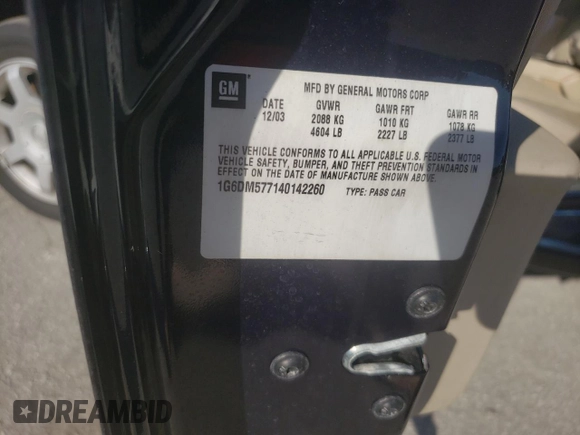 GM
MFD BY GENERAL MOTORS CORP
DATE GVWR GAWR FRT GAWR RR
12/03 2088 KG 1010 KG 1078 KG
4604 LB 2227 LB 2377 LB
THIS VEHICLE CONFORMS TO ALL APPLICABLE U.S. FEDERAL MOTOR
VEHICLE SAFETY, BUMPER, AND THEFT PREVENTION STANDARDS IN
EFFECT ON THE DATE OF MANUFACTURE SHOWN ABOVE.
1G6DM577140142260 TYPE: PASS CAR
DREAMBID